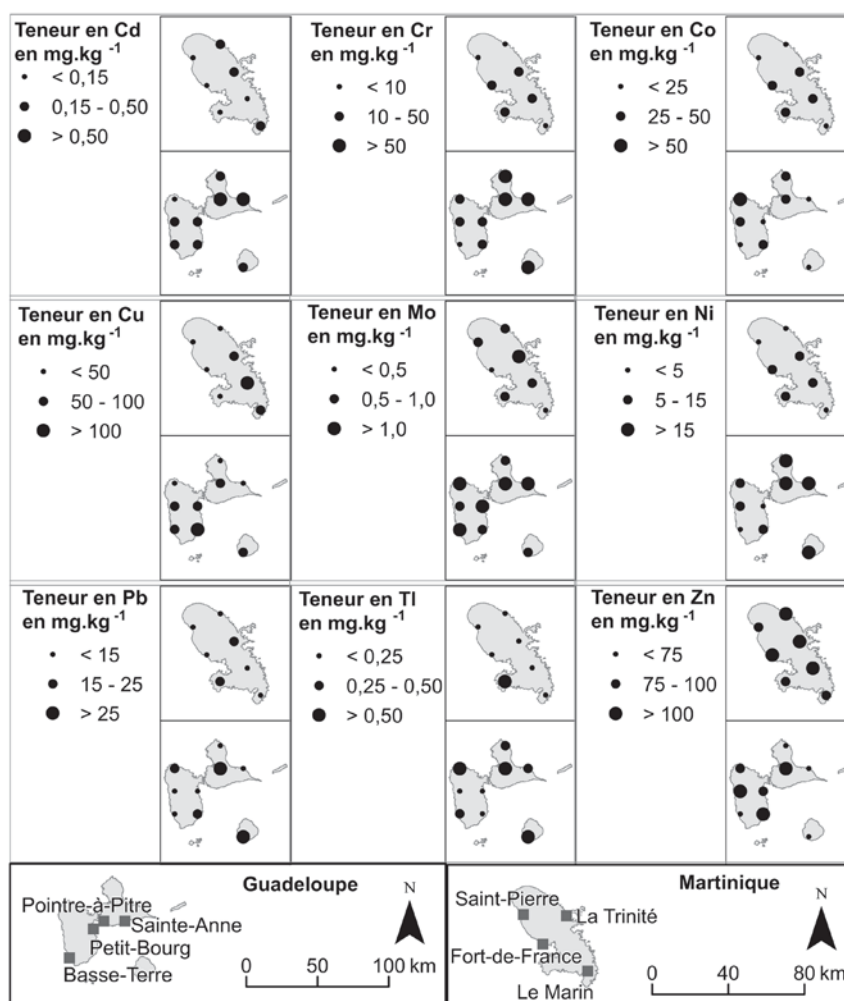 Teneur en Cd
en mg.kg -1
< 0,15
0,15 - 0,50
> 0,50
Teneur en Cr
en mg.kg -1
< 10
10 - 50
> 50
Teneur en Co
en mg.kg -1
< 25
25 - 50
> 50
Teneur en Cu
en mg.kg -1
< 50
50 - 100
> 100
Teneur en Mo
en mg.kg -1
< 0,5
0,5 - 1,0
> 1,0
Teneur en Ni
en mg.kg -1
< 5
5 - 15
> 15
Teneur en Pb
en mg.kg -1
< 15
15 - 25
> 25
Teneur en Tl
en mg.kg -1
< 0,25
0,25 - 0,50
> 0,50
Teneur en Zn
en mg.kg -1
< 75
75 - 100
> 100
Guadeloupe
N
Pointre-à-Pitre
Sainte-Anne
Petit-Bourg
Basse-Terre
0 50 100 km
Martinique
N
Saint-Pierre
La Trinité
Fort-de-France
Le Marin
0 40 80 km